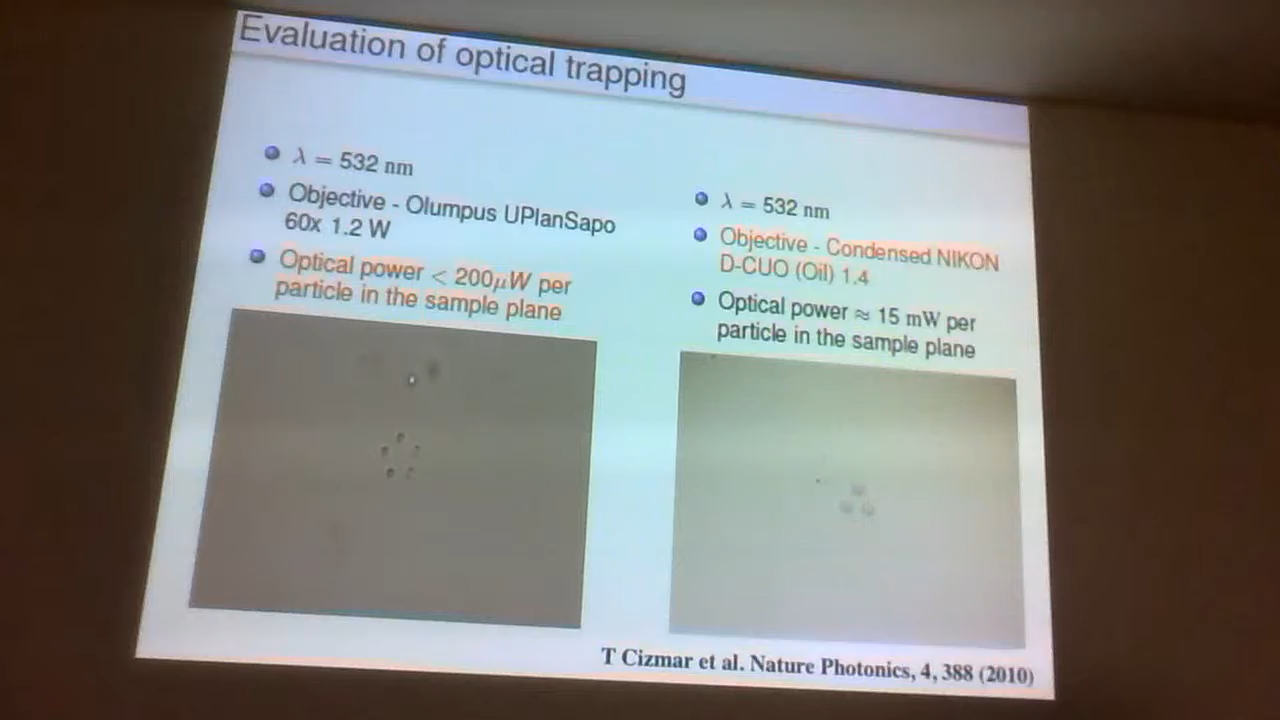 Evaluation of optical trapping
λ = 532 nm
Objective - Olumpus UPlanSapo
60x 1.2 W
Optical power < 200μW per
particle in the sample plane
λ = 532 nm
Objective - Condensed NIKON
D-CUO (Oil) 1.4
Optical power ≈ 15 mW per
particle in the sample plane
T Cizmar et al. Nature Photonics, 4, 388 (2010)